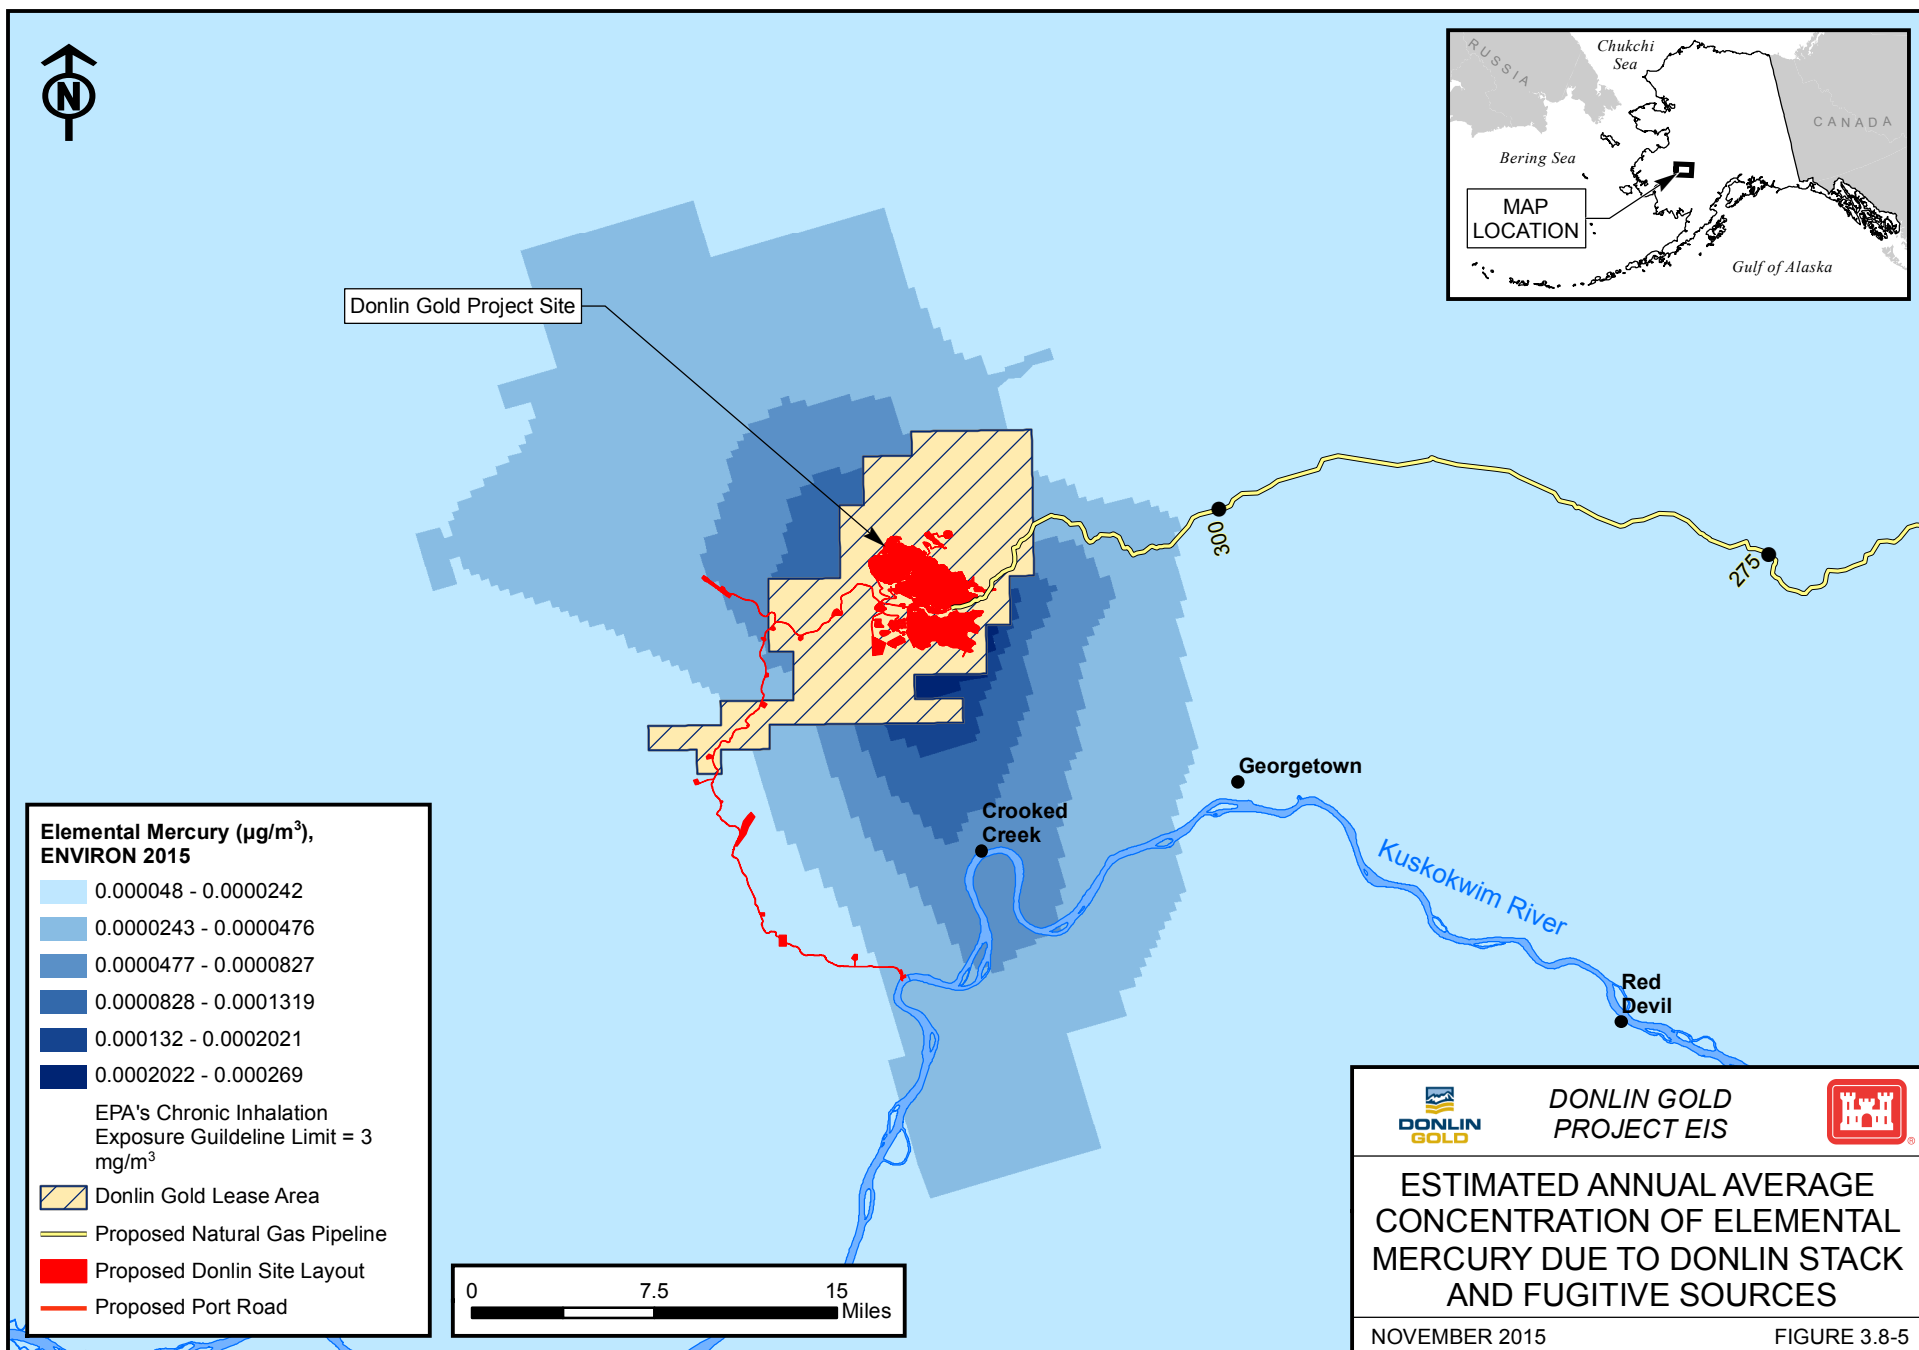 N
RUSSIA
Chukchi
Sea
CANADA
Bering Sea
MAP
LOCATION
Gulf of Alaska
Donlin Gold Project Site
300
275
Georgetown
Crooked
Creek
Kuskokwim River
Red
Devil
Elemental Mercury (µg/m³),
ENVIRON 2015
0.000048 - 0.0000242
0.0000243 - 0.0000476
0.0000477 - 0.0000827
0.0000828 - 0.0001319
0.000132 - 0.0002021
0.0002022 - 0.000269
EPA's Chronic Inhalation
Exposure Guildeline Limit = 3
mg/m³
Donlin Gold Lease Area
Proposed Natural Gas Pipeline
Proposed Donlin Site Layout
Proposed Port Road
0 7.5 15
Miles
DONLIN
GOLD
DONLIN GOLD
PROJECT EIS
®
ESTIMATED ANNUAL AVERAGE
CONCENTRATION OF ELEMENTAL
MERCURY DUE TO DONLIN STACK
AND FUGITIVE SOURCES
NOVEMBER 2015 FIGURE 3.8-5